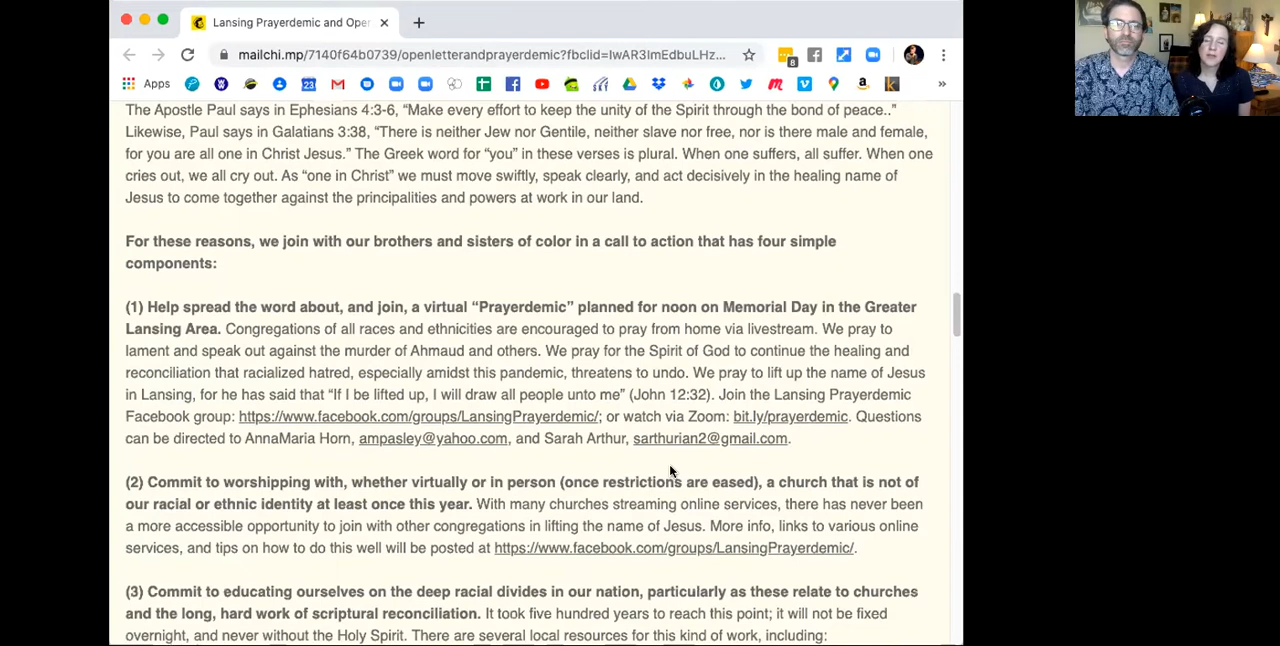 Lansing Prayerdemic and Oper
mailchi.mp/7140f64b0739/openletterandprayerdemic?fbclid=IwAR3lmEdbuLHz...
8
Apps
23
The Apostle Paul says in Ephesians 4:3-6, “Make every effort to keep the unity of the Spirit through the bond of peace..”
Likewise, Paul says in Galatians 3:38, “There is neither Jew nor Gentile, neither slave nor free, nor is there male and female,
for you are all one in Christ Jesus.” The Greek word for “you” in these verses is plural. When one suffers, all suffer. When one
cries out, we all cry out. As “one in Christ” we must move swiftly, speak clearly, and act decisively in the healing name of
Jesus to come together against the principalities and powers at work in our land.
For these reasons, we join with our brothers and sisters of color in a call to action that has four simple
components:
(1) Help spread the word about, and join, a virtual “Prayerdemic” planned for noon on Memorial Day in the Greater
Lansing Area. Congregations of all races and ethnicities are encouraged to pray from home via livestream. We pray to
lament and speak out against the murder of Ahmaud and others. We pray for the Spirit of God to continue the healing and
reconciliation that racialized hatred, especially amidst this pandemic, threatens to undo. We pray to lift up the name of Jesus
in Lansing, for he has said that “If I be lifted up, I will draw all people unto me” (John 12:32). Join the Lansing Prayerdemic
Facebook group: https://www.facebook.com/groups/LansingPrayerdemic/; or watch via Zoom: bit.ly/prayerdemic. Questions
can be directed to AnnaMaria Horn, ampasley@yahoo.com, and Sarah Arthur, sarthurian2@gmail.com.
(2) Commit to worshipping with, whether virtually or in person (once restrictions are eased), a church that is not of
our racial or ethnic identity at least once this year. With many churches streaming online services, there has never been
a more accessible opportunity to join with other congregations in lifting the name of Jesus. More info, links to various online
services, and tips on how to do this well will be posted at https://www.facebook.com/groups/LansingPrayerdemic/.
(3) Commit to educating ourselves on the deep racial divides in our nation, particularly as these relate to churches
and the long, hard work of scriptural reconciliation. It took five hundred years to reach this point; it will not be fixed
overnight, and never without the Holy Spirit. There are several local resources for this kind of work, including: